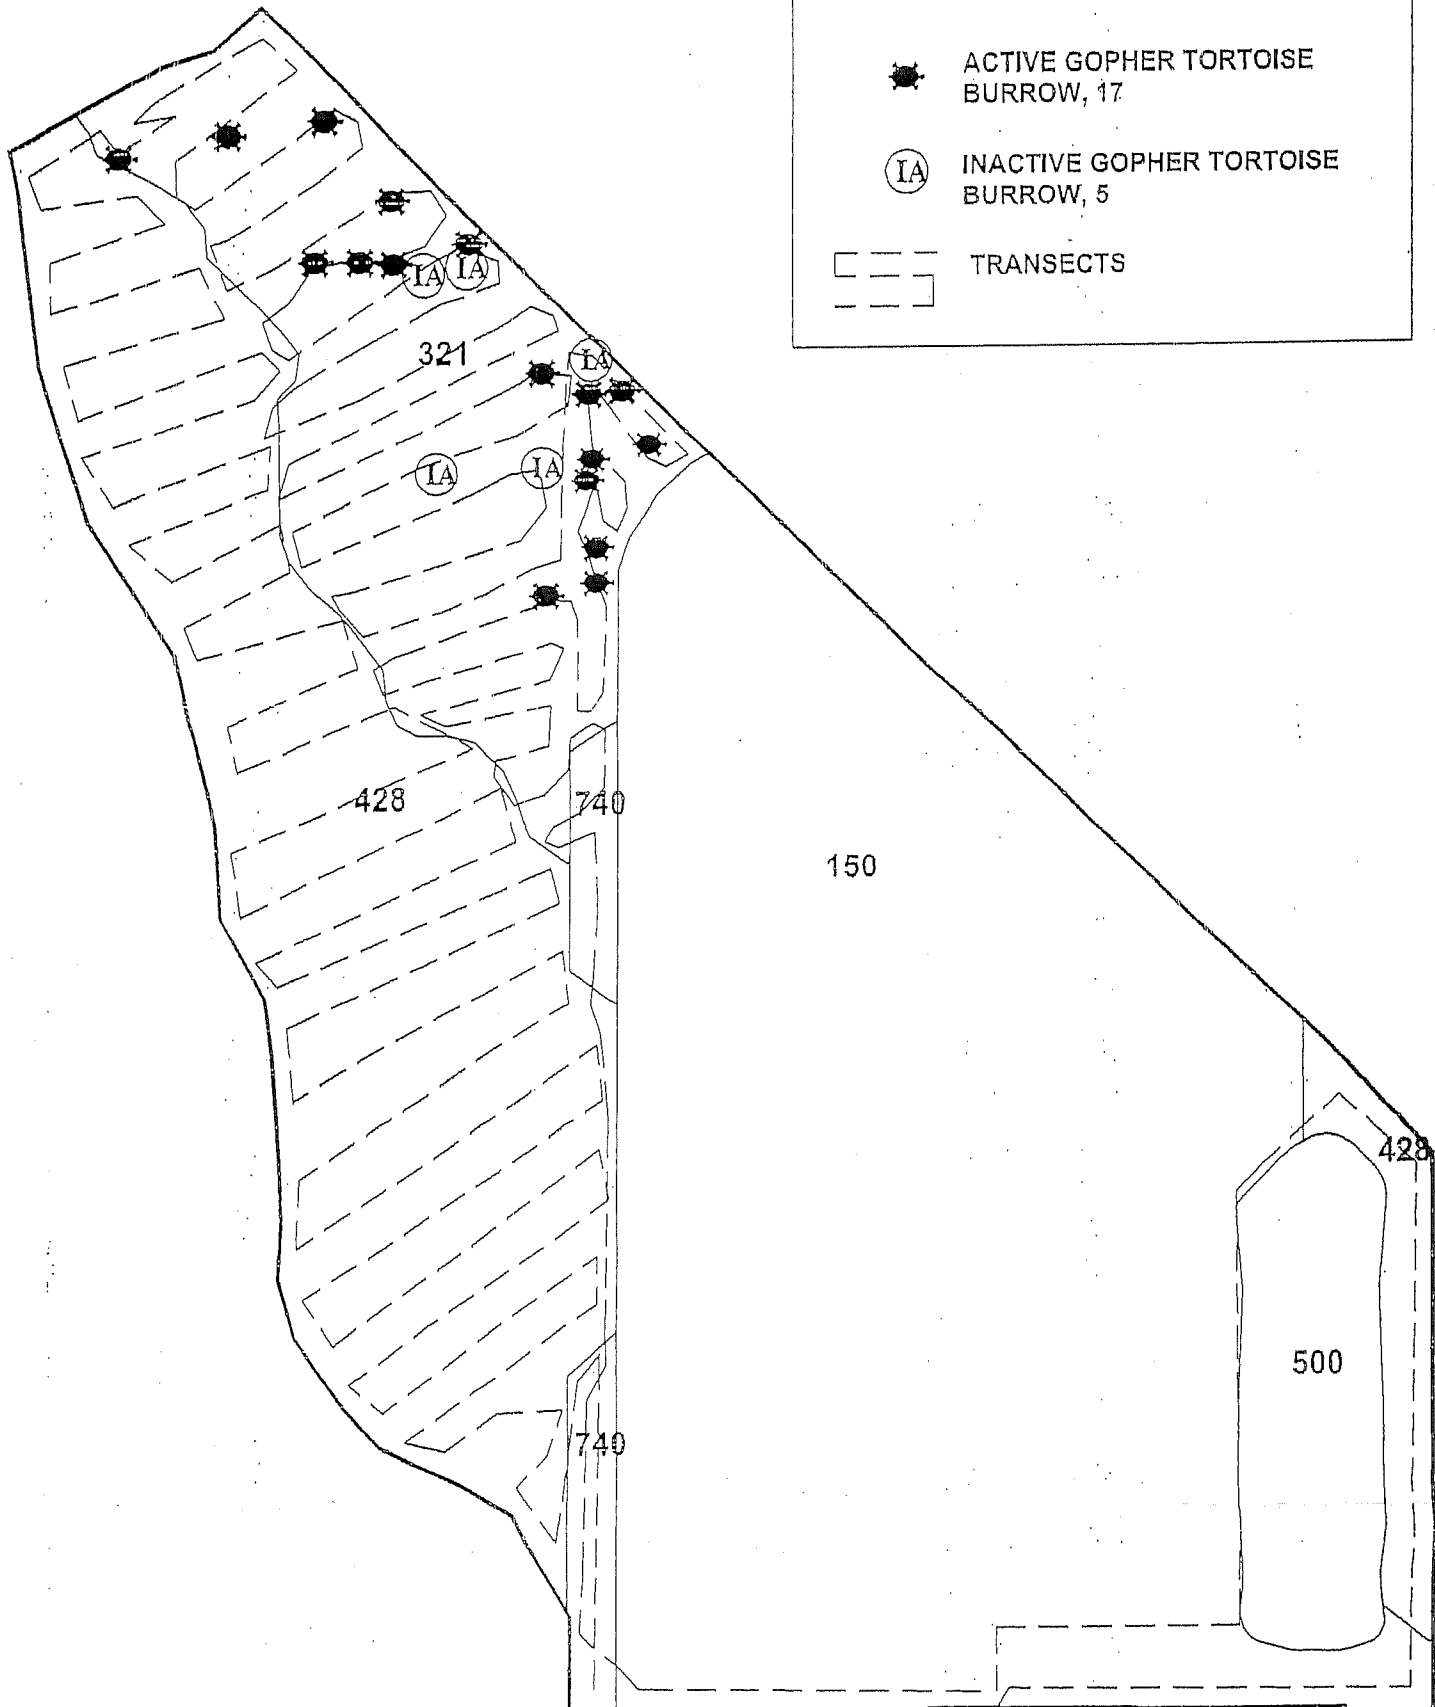 ACTIVE GOPHER TORTOISE
BURROW, 17
IA
INACTIVE GOPHER TORTOISE
BURROW, 5
TRANSECTS
IA
IA
321
IA
IA
IA
428
740
150
428
500
740